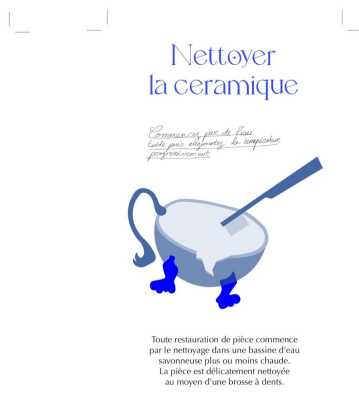 Nettoyer
la ceramique
Commencez par de l'eau
tiède puis augmentez la température
progressivement
Toute restauration de pièce commence
par le nettoyage dans une bassine d'eau
savonneuse plus ou moins chaude.
La pièce est délicatement nettoyée
au moyen d'une brosse à dents.